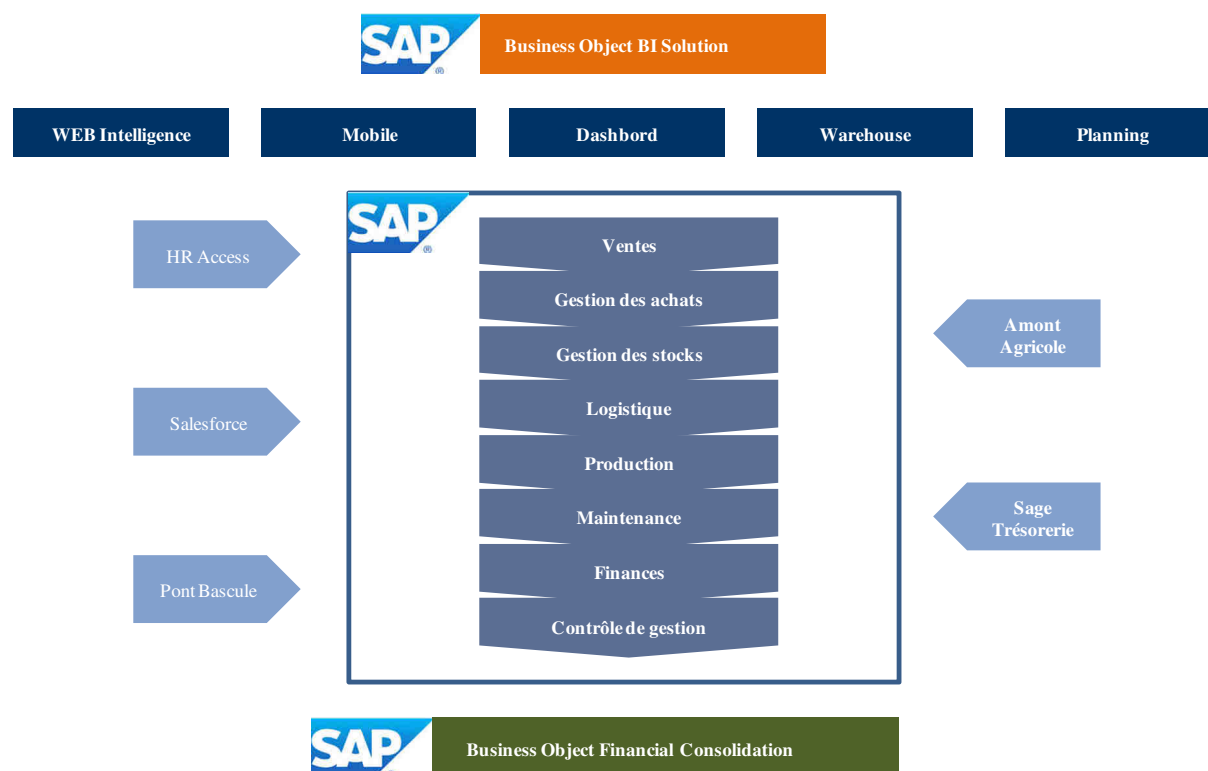 SAP ®
Business Object BI Solution
WEB Intelligence
Mobile
Dashbord
Warehouse
Planning
SAP ®
Ventes
HR Access
Gestion des achats
Amont
Agricole
Gestion des stocks
Logistique
Salesforce
Production
Maintenance
Sage
Trésorerie
Finances
Pont Bascule
Contrôle de gestion
SAP
Business Object Financial Consolidation